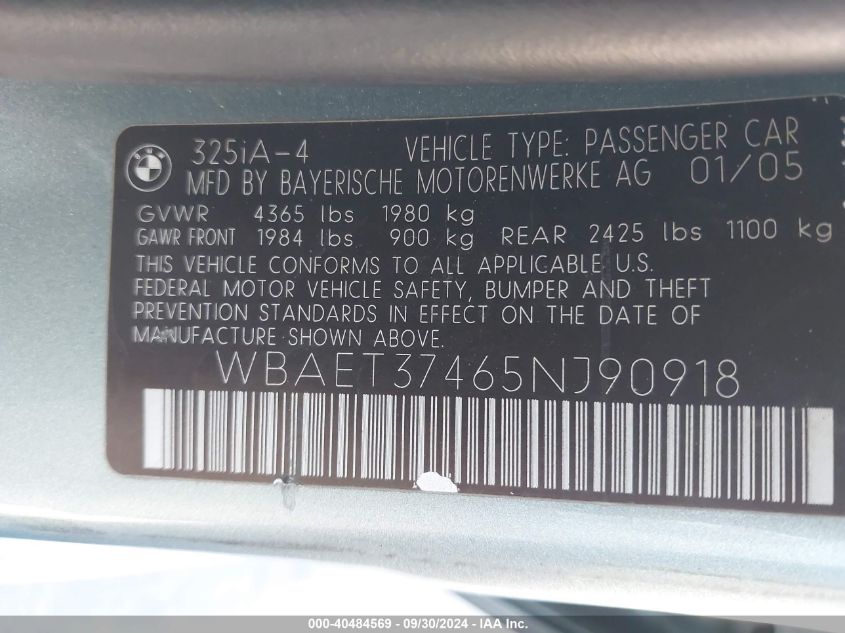 325iA-4 VEHICLE TYPE: PASSENGER CAR
MFD BY BAYERISCHE MOTORENWERKE AG 01/05
GVWR 4365 lbs 1980 kg
GAWR FRONT 1984 lbs 900 kg REAR 2425 lbs 1100 kg
THIS VEHICLE CONFORMS TO ALL APPLICABLE U.S.
FEDERAL MOTOR VEHICLE SAFETY, BUMPER AND THEFT
PREVENTION STANDARDS IN EFFECT ON THE DATE OF
MANUFACTURE SHOWN ABOVE.
WBAET37465NJ90918
000-40484569 - 09/30/2024 - IAA Inc.